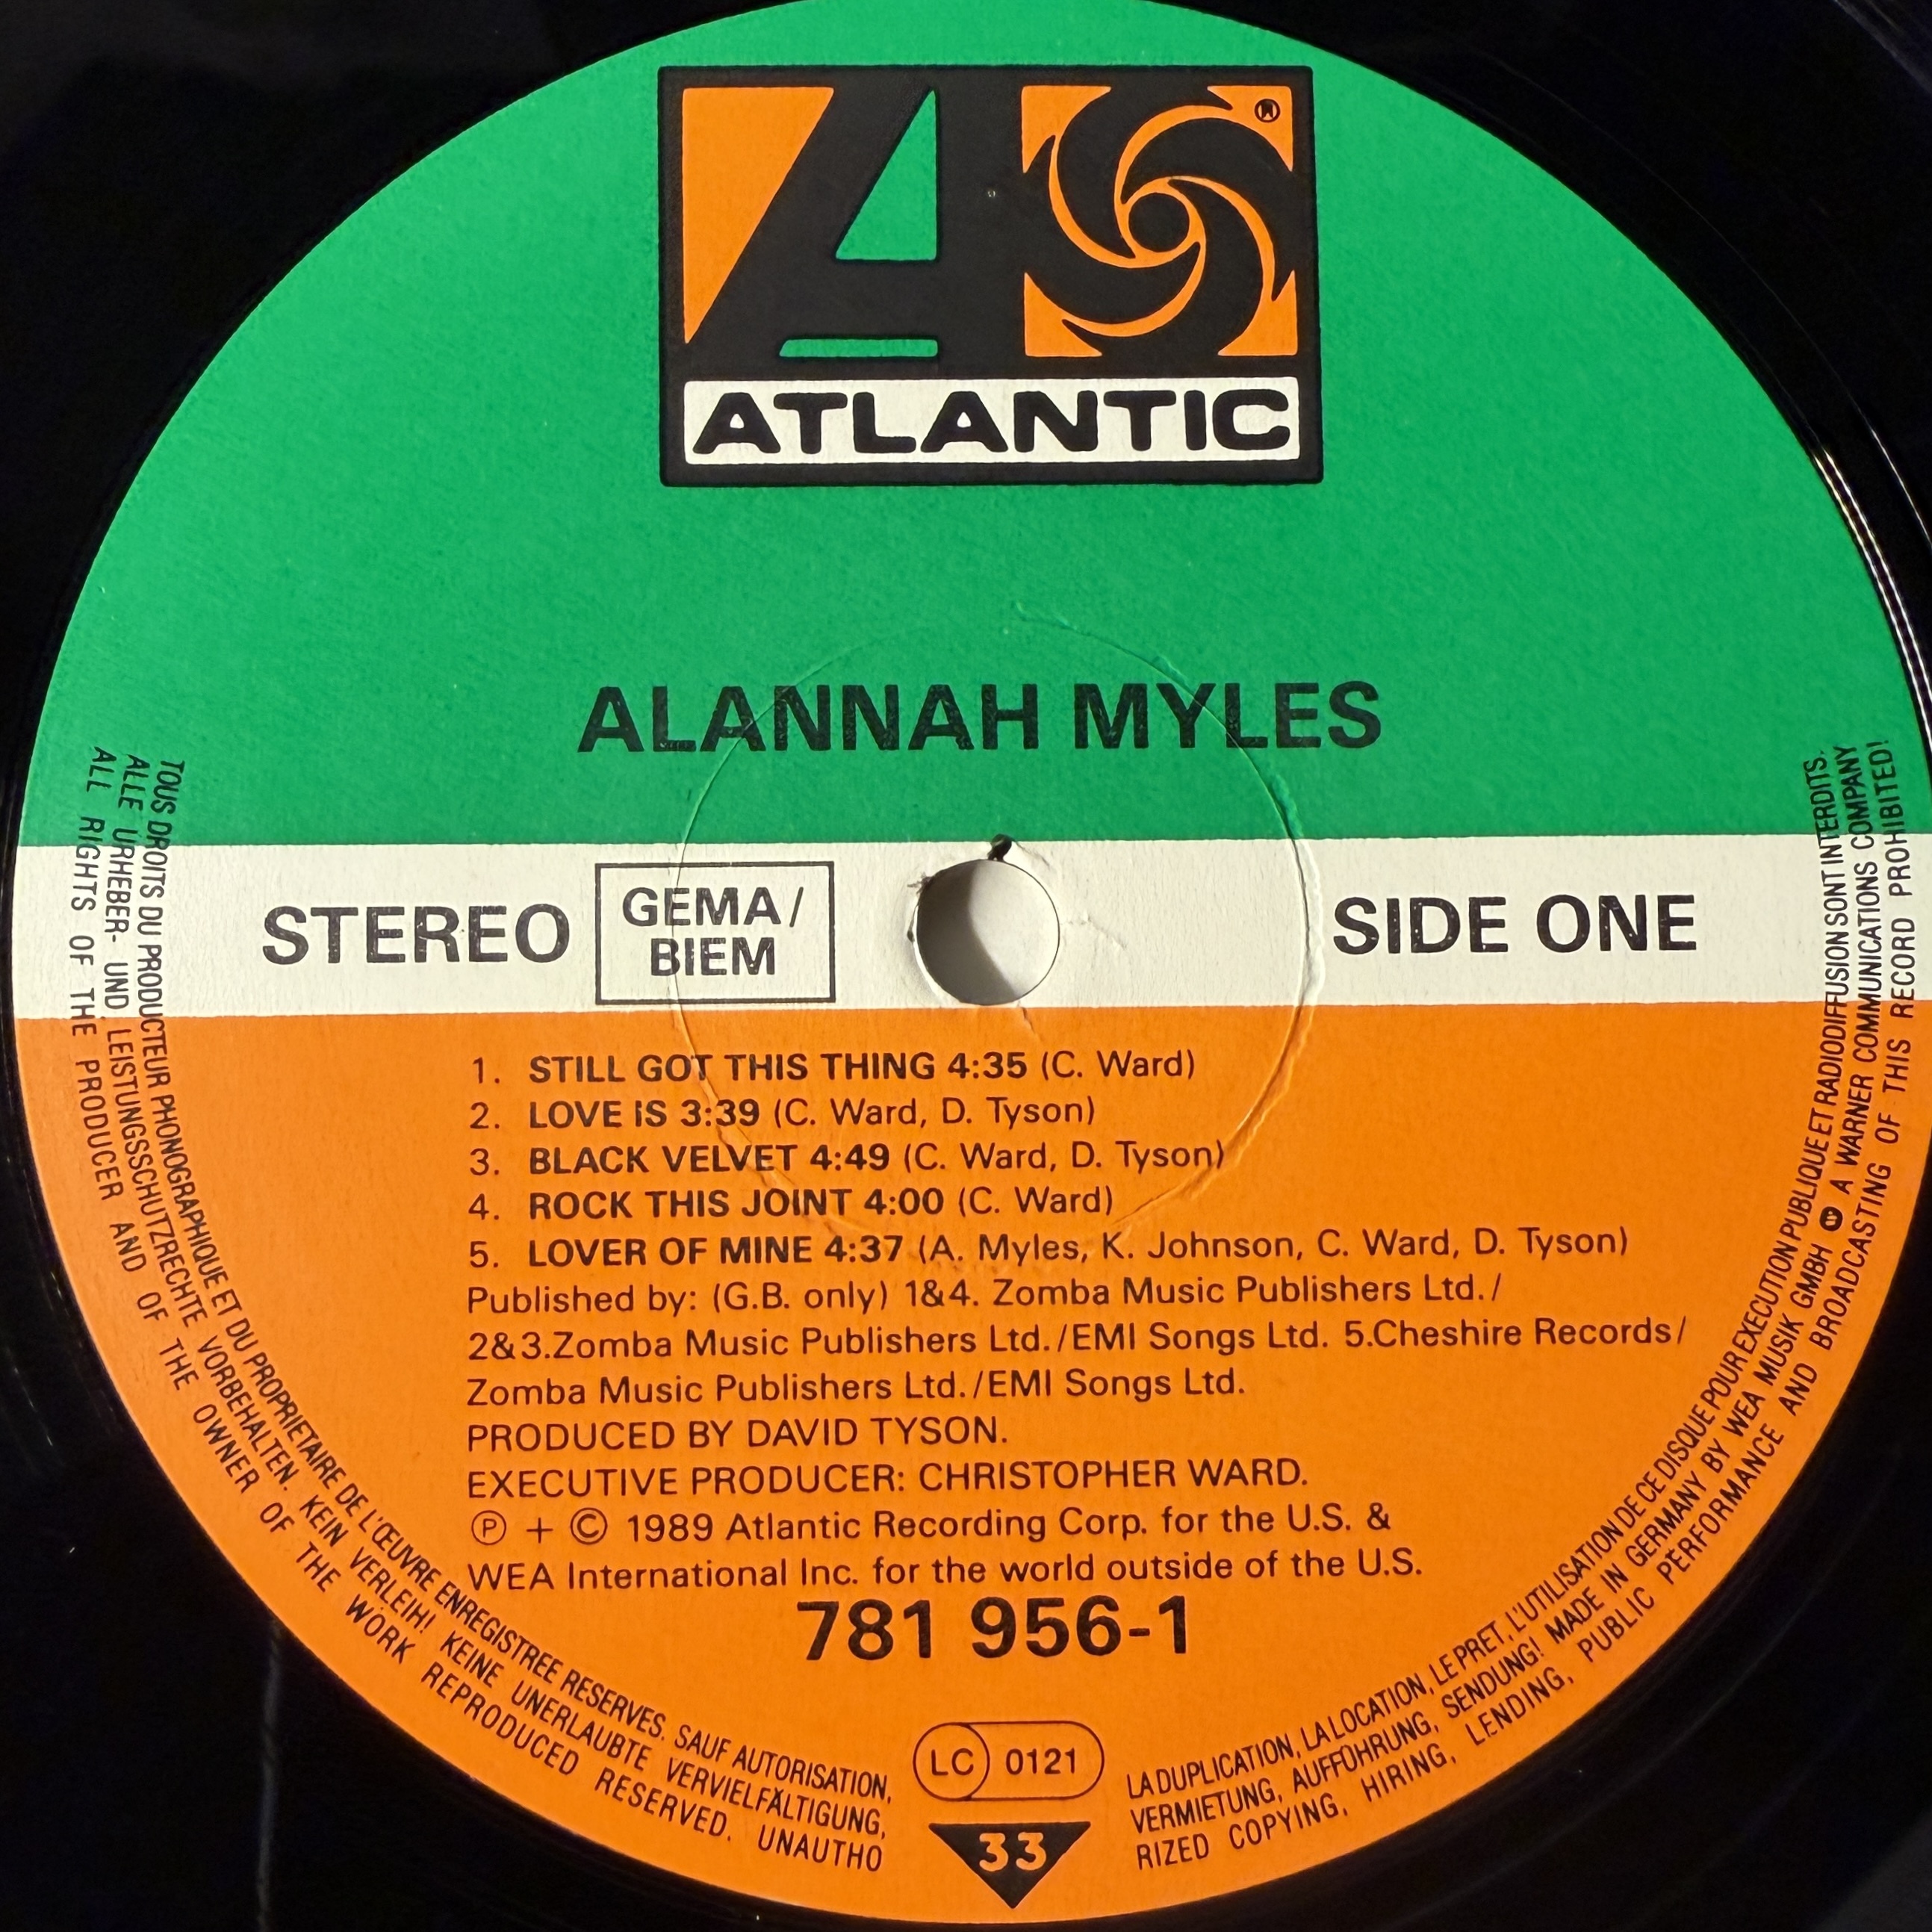 ATLANTIC
ALANNAH MYLES
STEREO
GEMA/
BIEM
SIDE ONE
1. STILL GOT THIS THING 4:35 (C. Ward)
2. LOVE IS 3:39 (C. Ward, D. Tyson)
3. BLACK VELVET 4:49 (C. Ward, D. Tyson)
4. ROCK THIS JOINT 4:00 (C. Ward)
5. LOVER OF MINE 4:37 (A. Myles, K. Johnson, C. Ward, D. Tyson)
Published by: (G.B. only) 1&4. Zomba Music Publishers Ltd./
2&3.Zomba Music Publishers Ltd./EMI Songs Ltd. 5.Cheshire Records/
Zomba Music Publishers Ltd./EMI Songs Ltd.
PRODUCED BY DAVID TYSON.
EXECUTIVE PRODUCER: CHRISTOPHER WARD.
Ⓟ + © 1989 Atlantic Recording Corp. for the U.S. &
WEA International Inc. for the world outside of the U.S.
781 956-1
LC 0121
33
TOUS DROITS DU PRODUCTEUR PHONOGRAPHIQUE ET DU PROPRIETAIRE DE L'ŒUVRE ENREGISTREE RESERVES. SAUF AUTORISATION, LA DUPLICATION, LA LOCATION, LE PRET, L'UTILISATION DE CE DISQUE POUR EXECUTION PUBLIQUE ET RADIODIFFUSION SONT INTERDITS.
ALLE URHEBER- UND LEISTUNGSSCHUTZRECHTE VORBEHALTEN. KEIN VERLEIH! KEINE UNERLAUBTE VERVIELFÄLTIGUNG, VERMIETUNG, AUFFÜHRUNG, SENDUNG! MADE IN GERMANY BY WEA MUSIK GMBH A WARNER COMMUNICATIONS COMPANY
ALL RIGHTS OF THE PRODUCER AND OF THE OWNER OF THE WORK REPRODUCED RESERVED. UNAUTHORIZED COPYING, HIRING, LENDING, PUBLIC PERFORMANCE AND BROADCASTING OF THIS RECORD PROHIBITED!